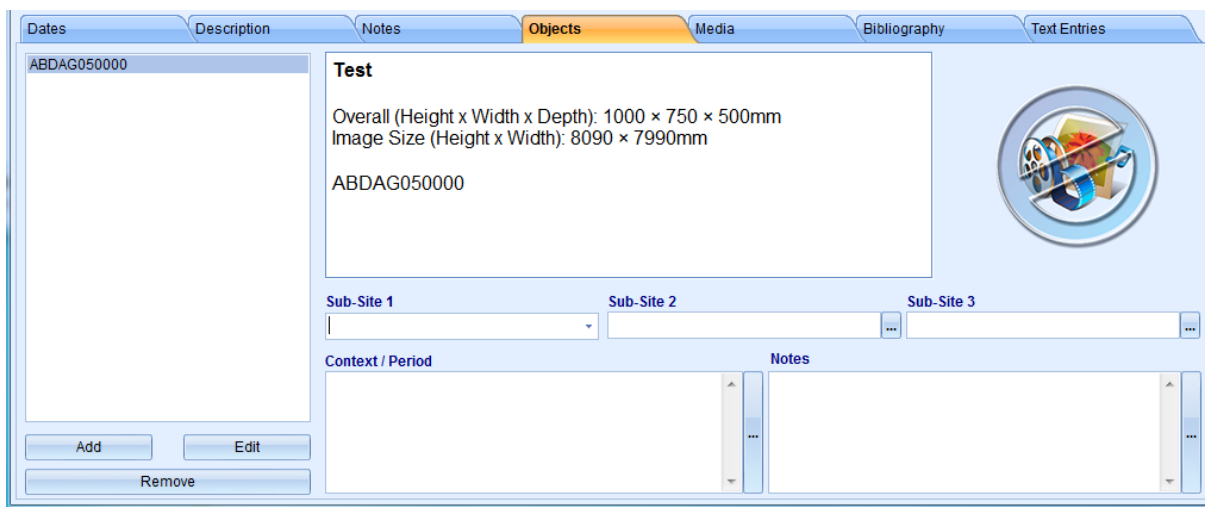 Dates Description Notes Objects Media Bibliography Text Entries
ABDAG050000
Test
Overall (Height x Width x Depth): 1000 × 750 × 500mm
Image Size (Height x Width): 8090 × 7990mm
ABDAG050000
Sub-Site 1 Sub-Site 2 Sub-Site 3
...
...
Context / Period Notes
...
...
Add Edit
Remove